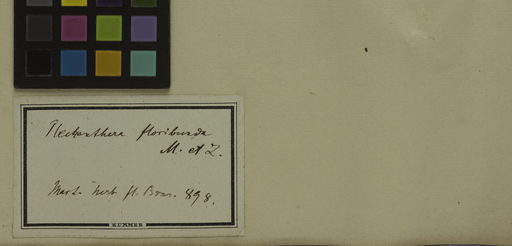 Plectanthera floribunda
M. et Z.
Mart. herb. fl. Bras. 898.
KUMMER